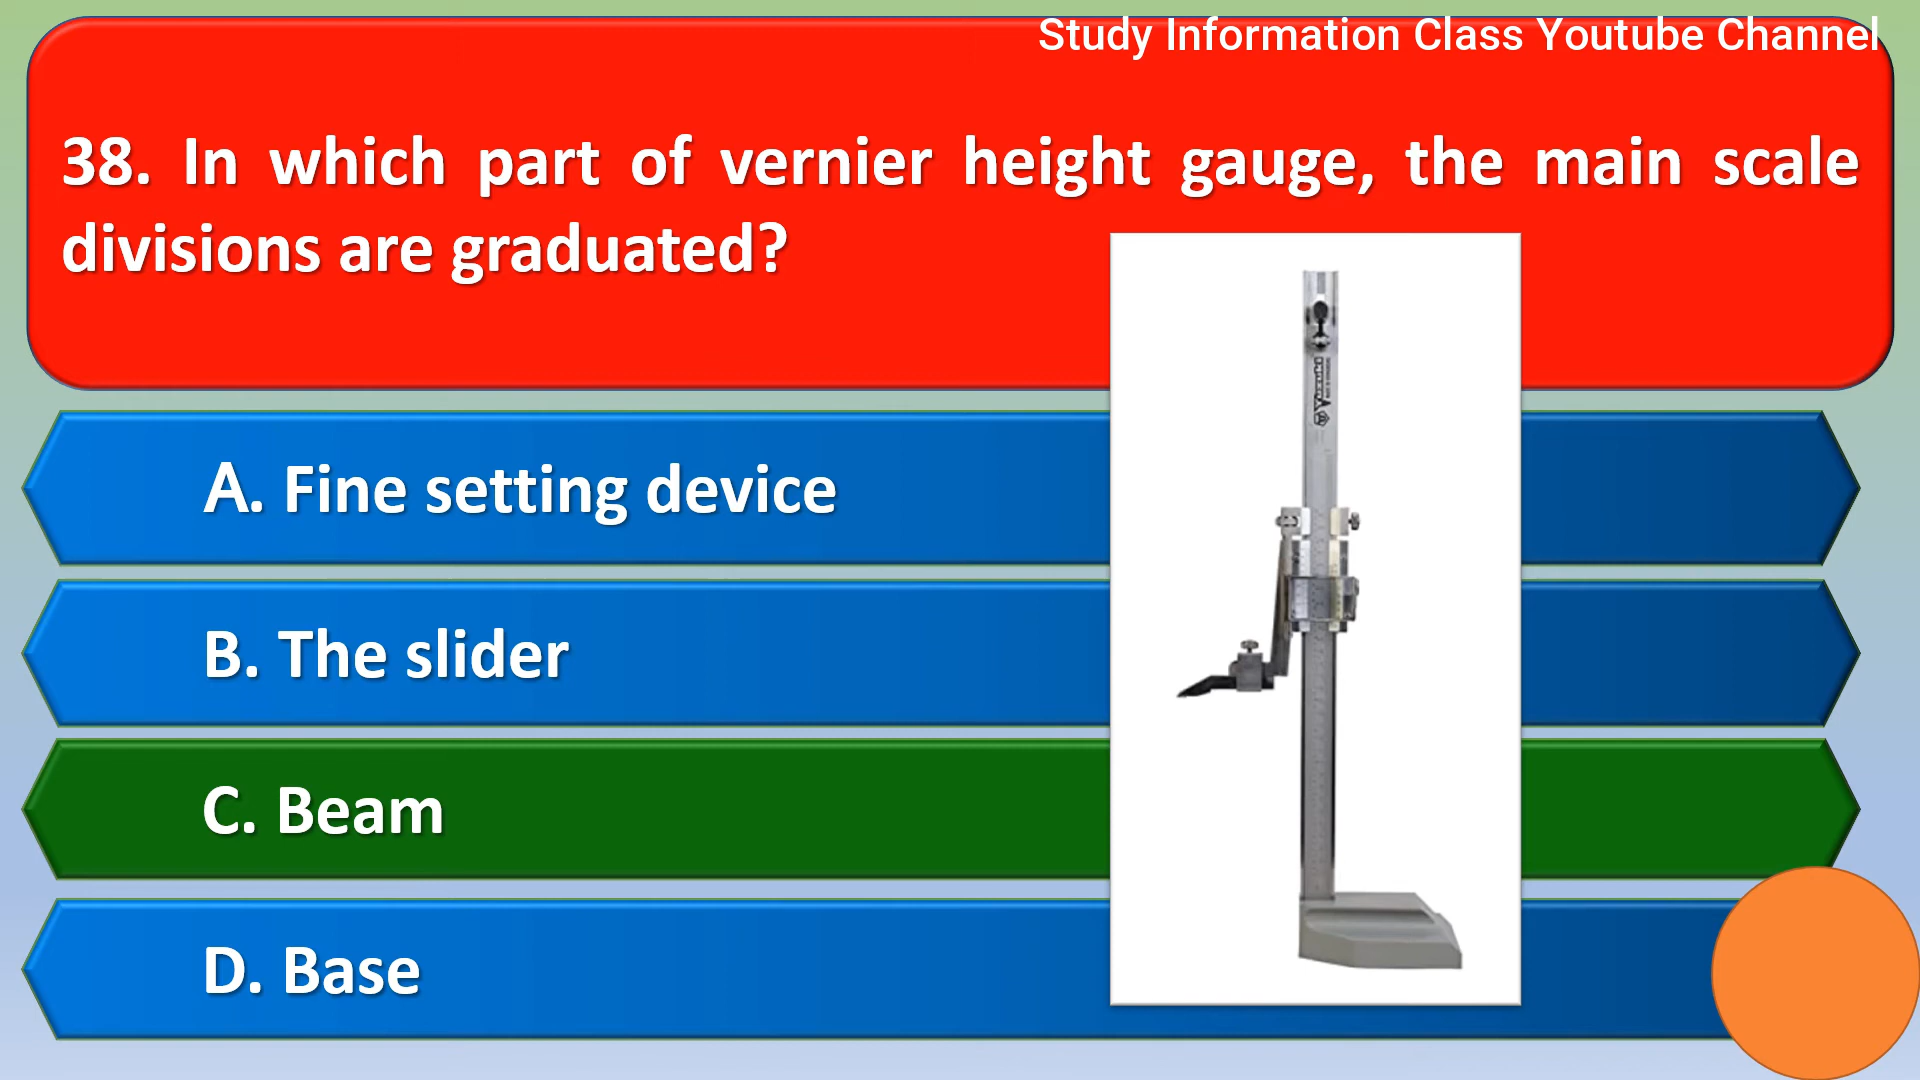 Study Information Class Youtube Channel
38. In which part of vernier height gauge, the main scale
divisions are graduated?
A. Fine setting device
B. The slider
C. Beam
D. Base